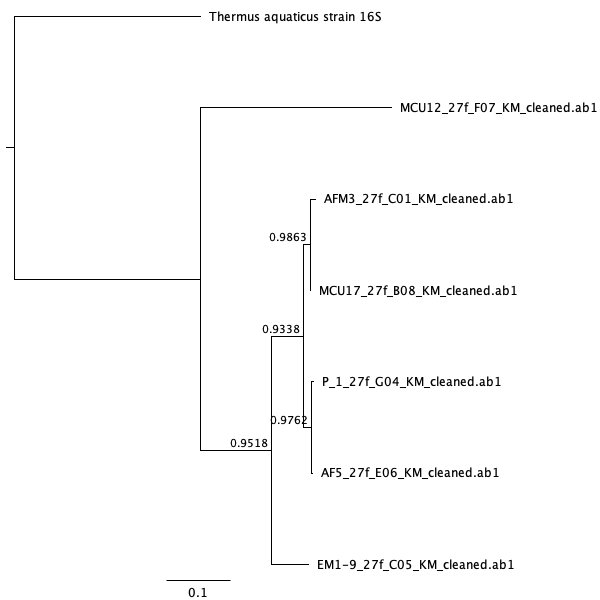 Thermus aquaticus strain 16S
MCU12_27f_F07_KM_cleaned.ab1
AFM3_27f_C01_KM_cleaned.ab1
0.9863
MCU17_27f_B08_KM_cleaned.ab1
0.9338
P_1_27f_G04_KM_cleaned.ab1
0.9762
0.9518
AF5_27f_E06_KM_cleaned.ab1
EM1-9_27f_C05_KM_cleaned.ab1
0.1